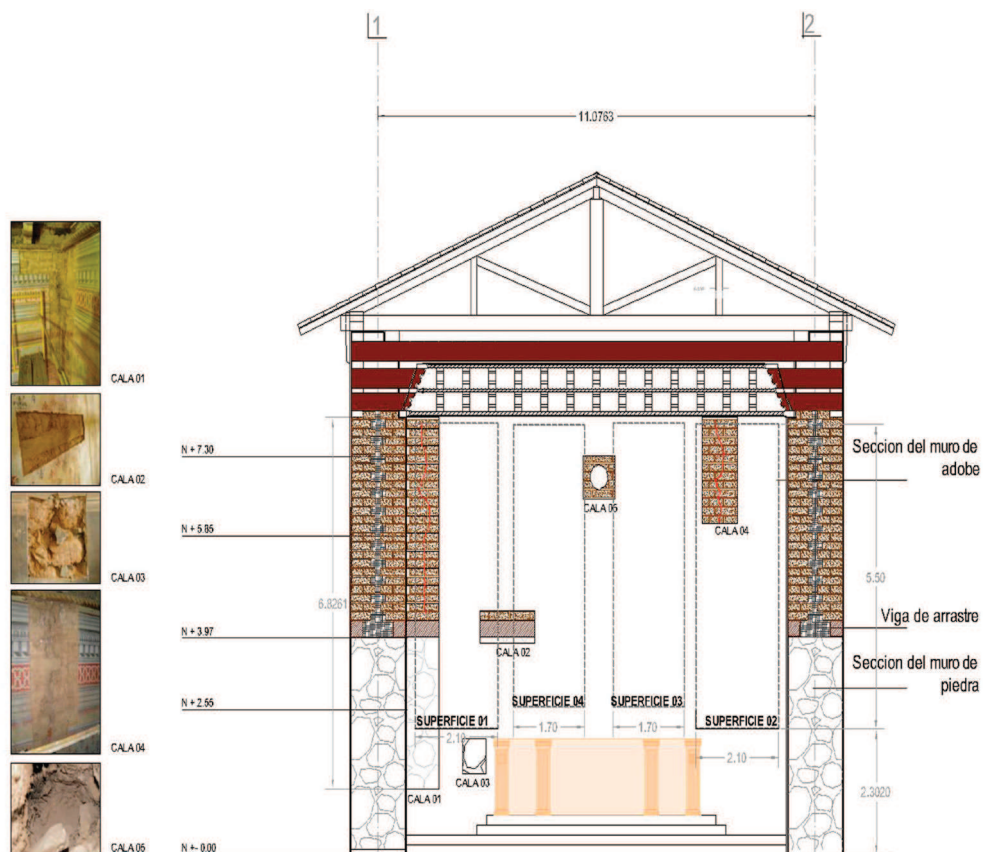 1
2
11.0763
CALA 01
CALA 02
CALA 03
CALA 04
CALA 05
N + 7.30
N + 5.85
N + 3.97
N + 2.55
N +- 0.00
6.8261
CALA 05
CALA 04
CALA 02
SUPERFICIE 01
SUPERFICIE 04
SUPERFICIE 03
SUPERFICIE 02
2.10
1.70
1.70
2.10
CALA 03
CALA 01
5.50
2.3020
Seccion del muro de
adobe
Viga de arrastre
Seccion del muro de
piedra